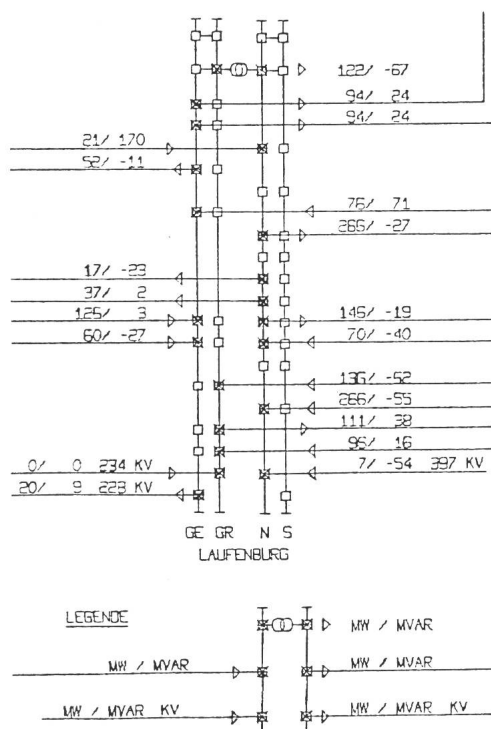 122/ -67
94/ 24
94/ 24
21/ 170
52/ -11
76/ 71
266/ -27
17/ -23
37/ 2
125/ 3
146/ -19
60/ -27
70/ -40
136/ -52
266/ -55
111/ 38
95/ 16
0/ 0 234 KV
7/ -54 397 KV
20/ 9 223 KV
GE GR N S
LAUFENBURG
LEGENDE
MW / MVAR
MW / MVAR
MW / MVAR
MW / MVAR KV
MW / MVAR KV